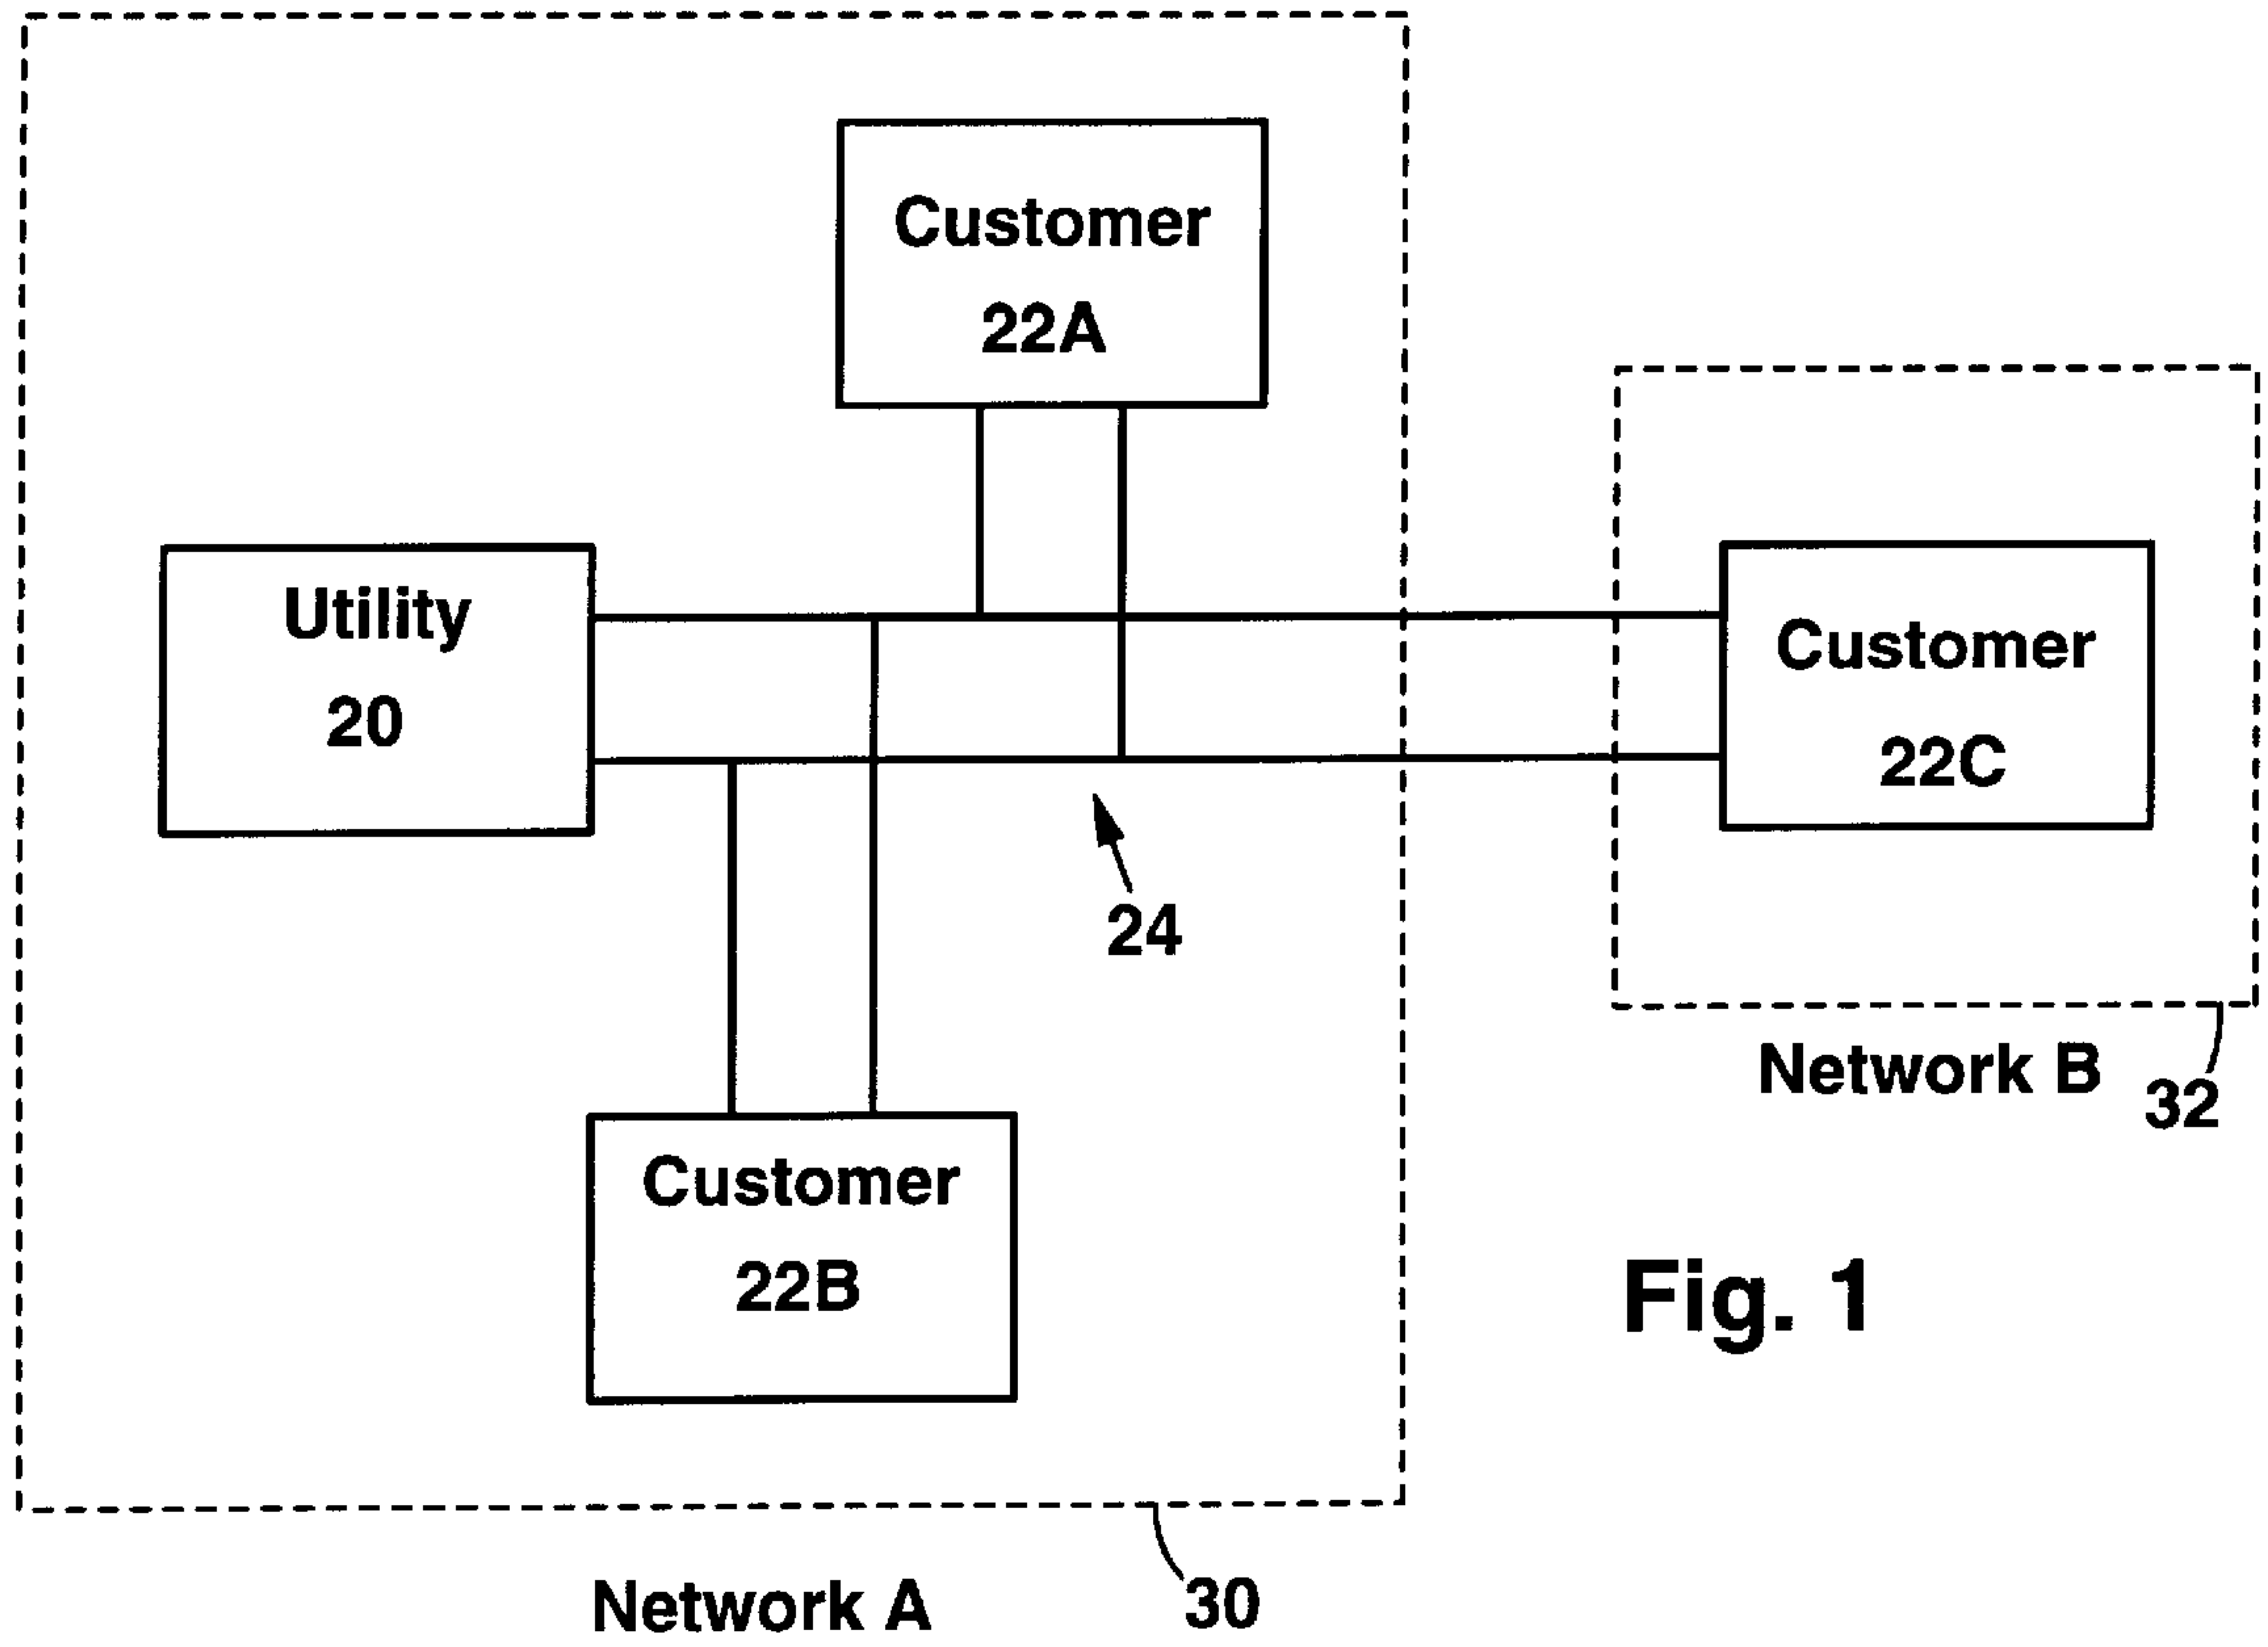 Customer
22A
Utility
20
Customer
22C
24
Network B
32
Customer
22B
Fig. 1
Network A
30